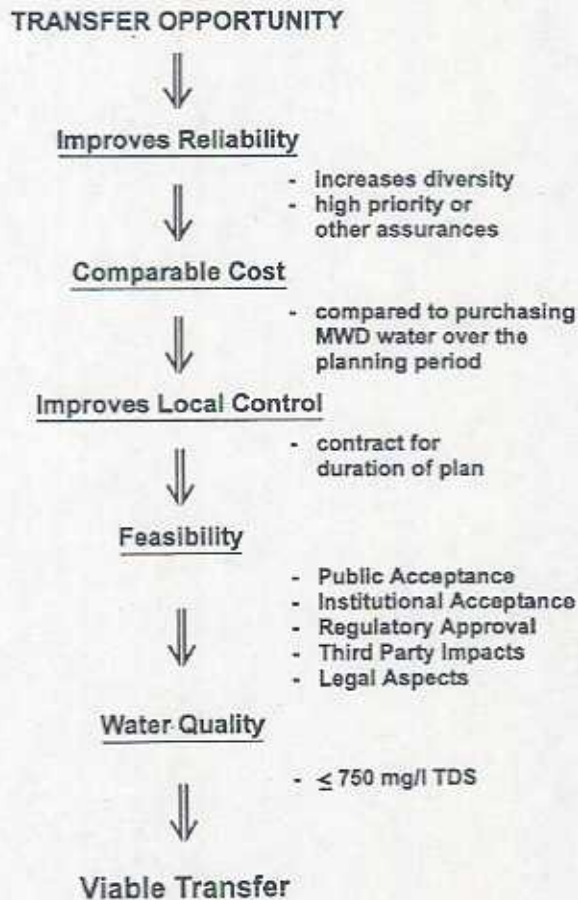 TRANSFER OPPORTUNITY
Improves Reliability
- increases diversity
- high priority or
other assurances
Comparable Cost
- compared to purchasing
MWD water over the
planning period
Improves Local Control
- contract for
duration of plan
Feasibility
- Public Acceptance
- Institutional Acceptance
- Regulatory Approval
- Third Party Impacts
- Legal Aspects
Water Quality
- ≤ 750 mg/l TDS
Viable Transfer